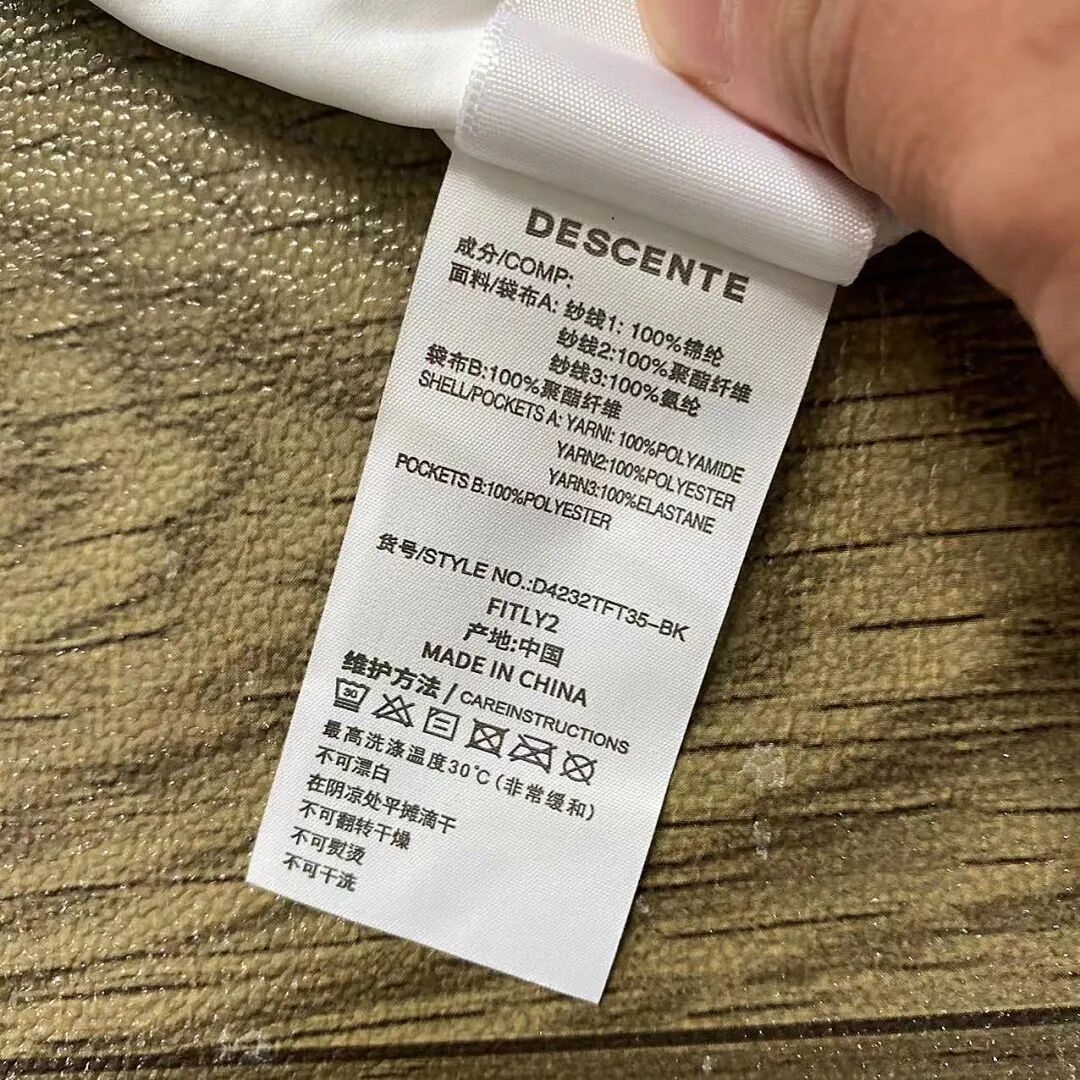 DESCENTE
成分/COMP:
面料/袋布A: 纱线1: 100%锦纶
纱线2:100%聚酯纤维
纱线3:100%氨纶
袋布B:100%聚酯纤维
SHELL/POCKETS A: YARNI: 100%POLYAMIDE
YARN2:100%POLYESTER
YARN3:100%ELASTANE
POCKETS B:100%POLYESTER
货号/STYLE NO.:D4232TFT35-BK
FITLY2
产地:中国
MADE IN CHINA
维护方法 / CAREINSTRUCTIONS
30
最高洗涤温度30℃(非常缓和)
不可漂白
在阴凉处平摊滴干
不可翻转干燥
不可熨烫
不可干洗